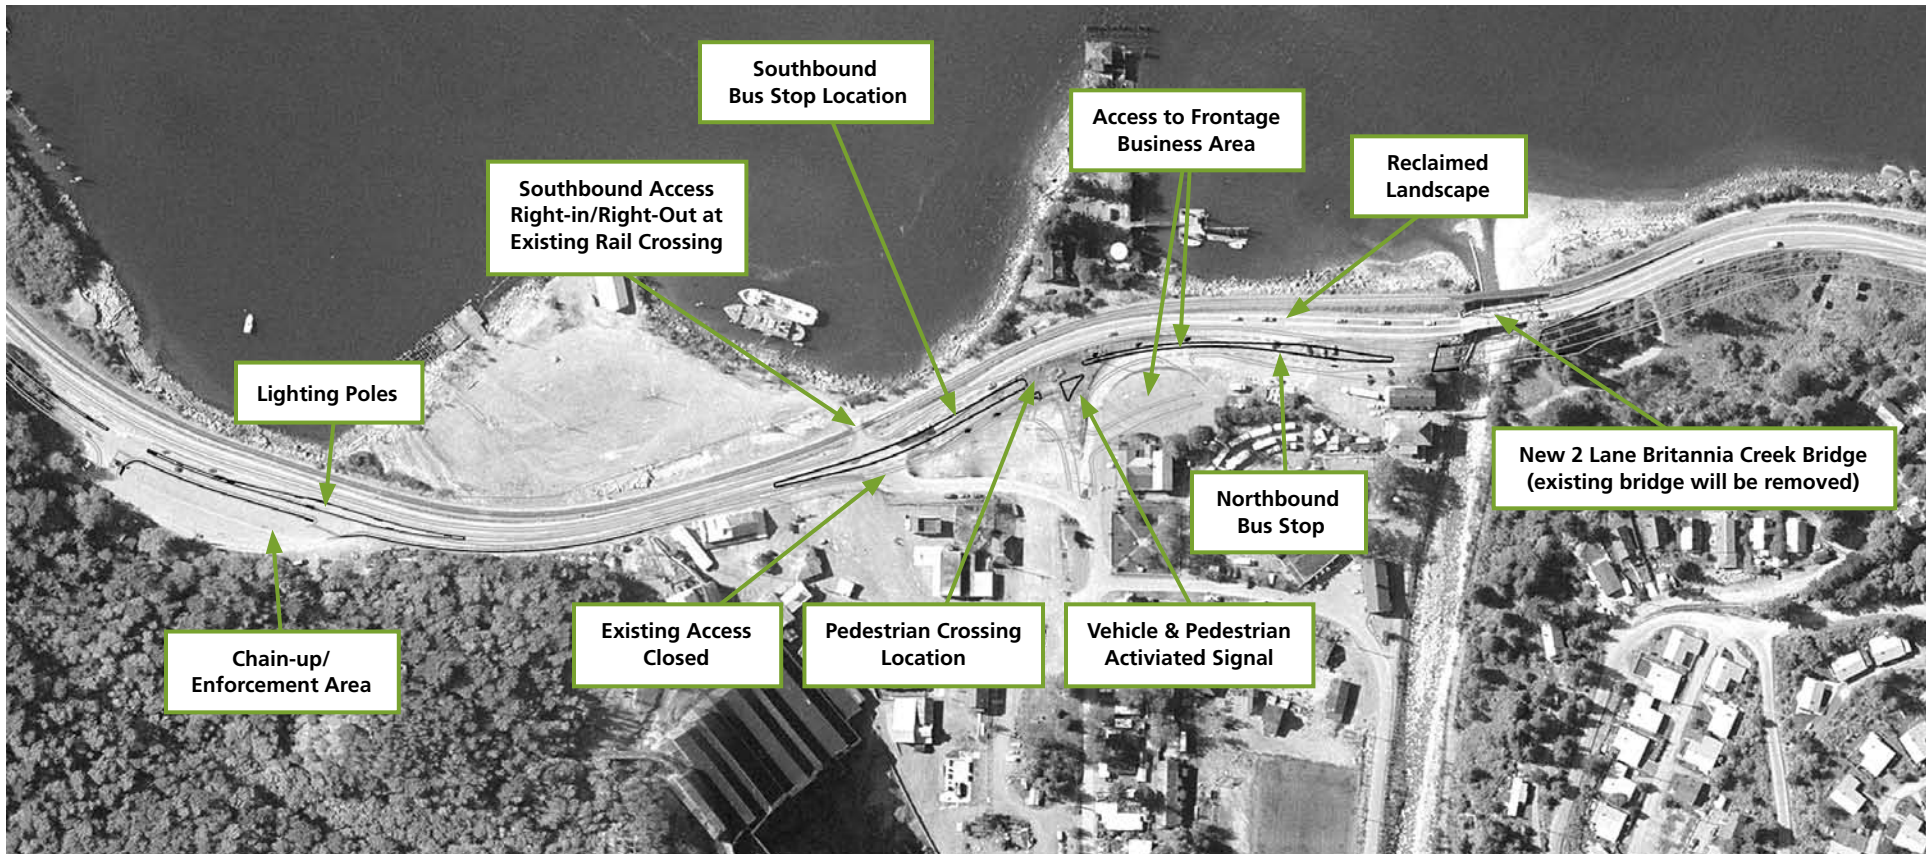 Southbound
Bus Stop Location
Access to Frontage
Business Area
Reclaimed
Landscape
Southbound Access
Right-in/Right-Out at
Existing Rail Crossing
Lighting Poles
New 2 Lane Britannia Creek Bridge
(existing bridge will be removed)
Northbound
Bus Stop
Existing Access
Closed
Pedestrian Crossing
Location
Vehicle & Pedestrian
Activiated Signal
Chain-up/
Enforcement Area